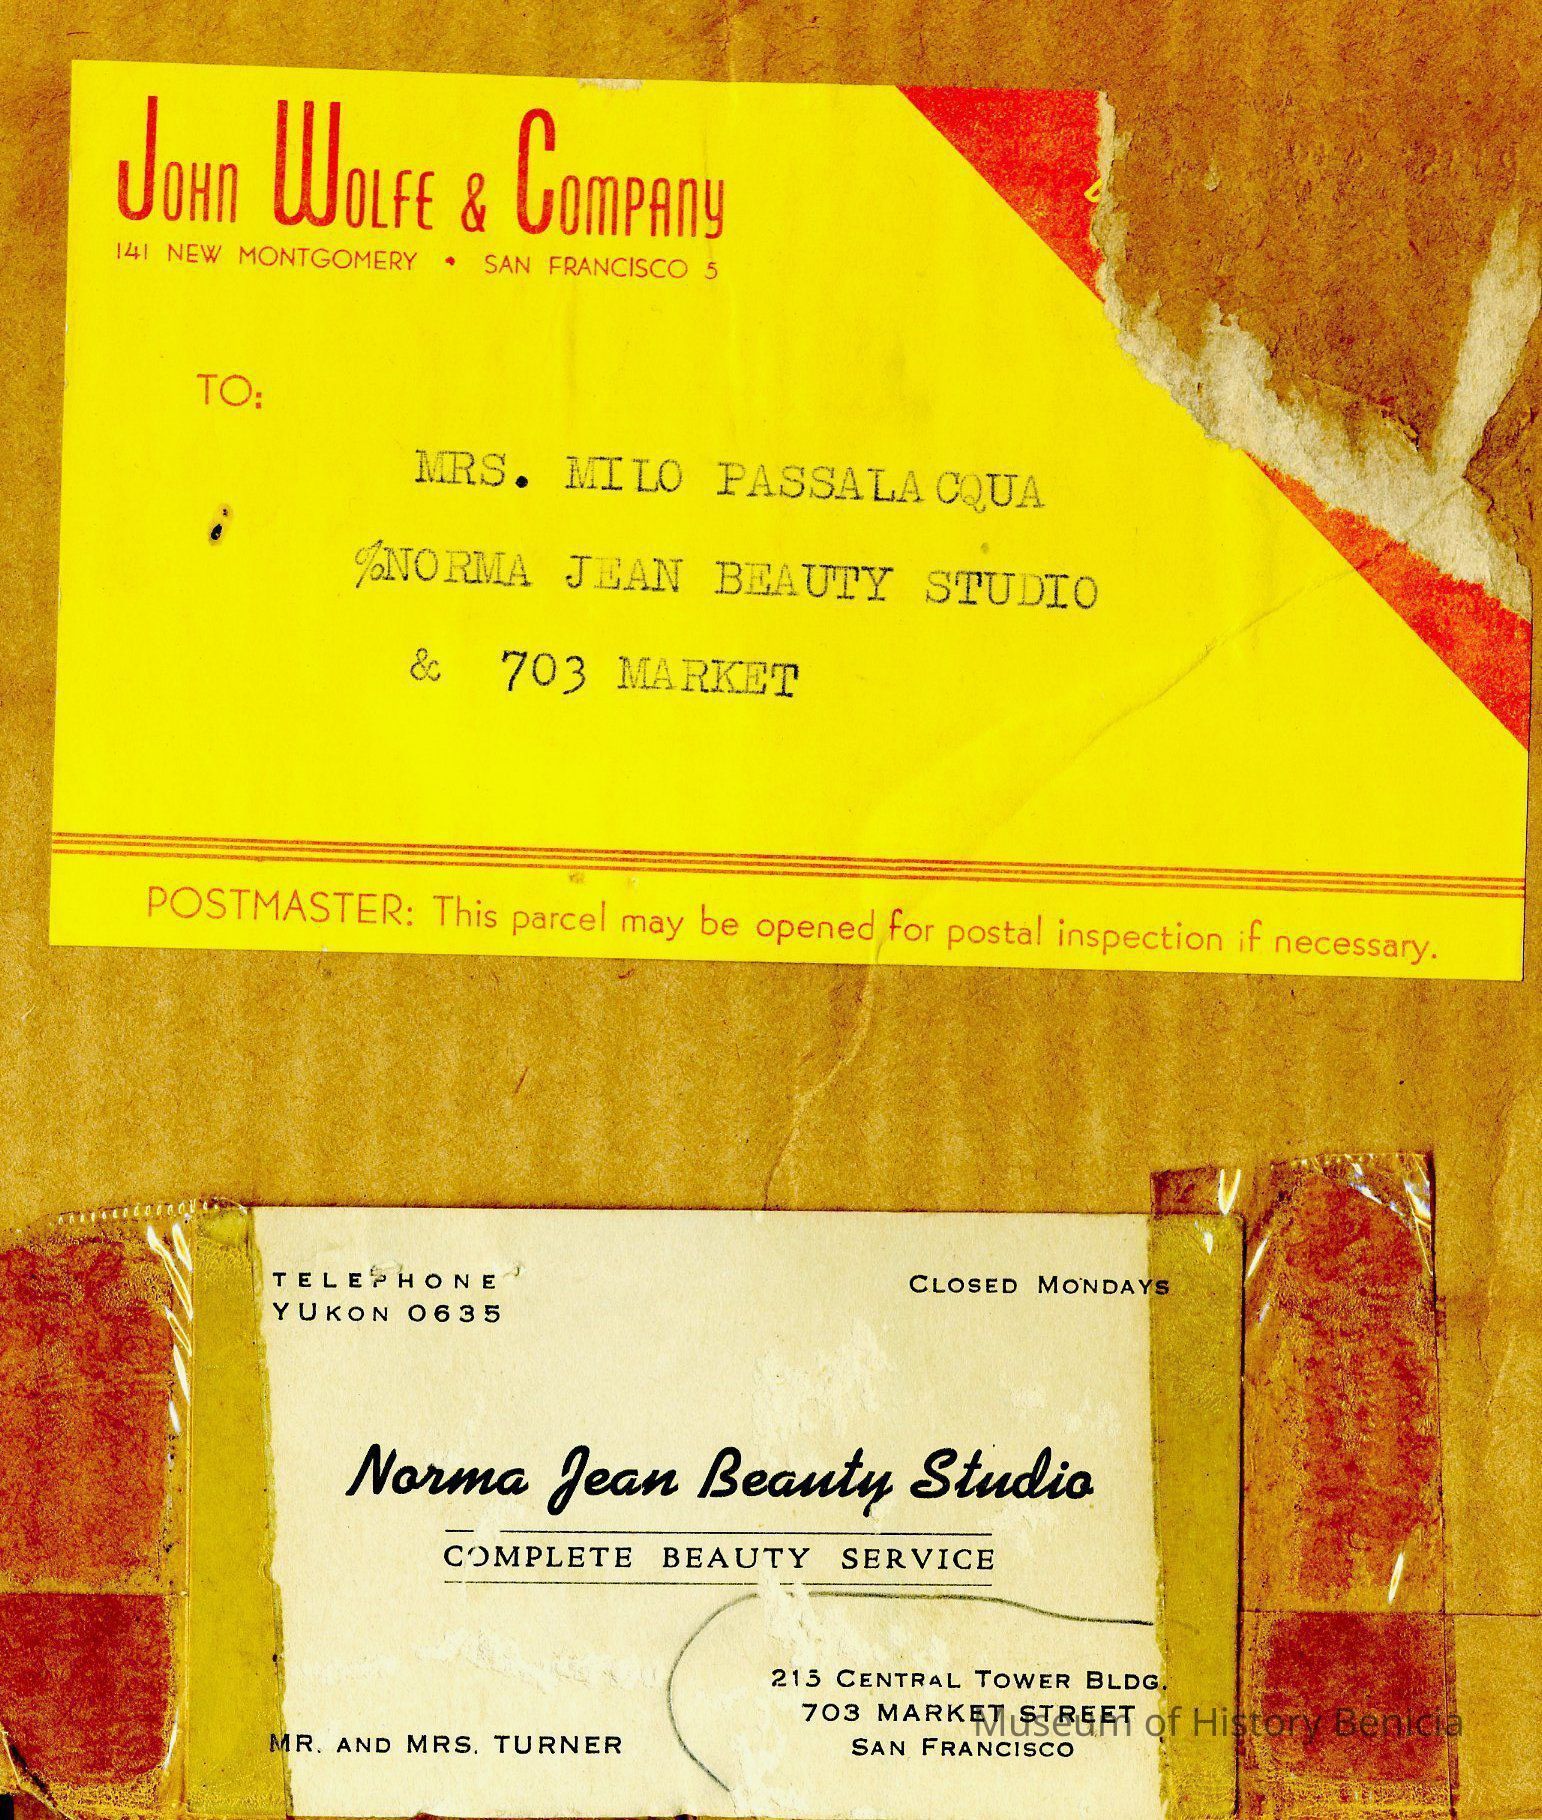 John Wolfe & Company
141 NEW MONTGOMERY • SAN FRANCISCO 5
TO:
MRS. MILO PASSALACQUA
%NORMA JEAN BEAUTY STUDIO
& 703 MARKET
POSTMASTER: This parcel may be opened for postal inspection if necessary.
TELEPHONE
YUKON 0635
CLOSED MONDAYS
Norma Jean Beauty Studio
COMPLETE BEAUTY SERVICE
MR. AND MRS. TURNER
215 CENTRAL TOWER BLDG.
703 MARKET STREET
SAN FRANCISCO
Museum of History Benicia